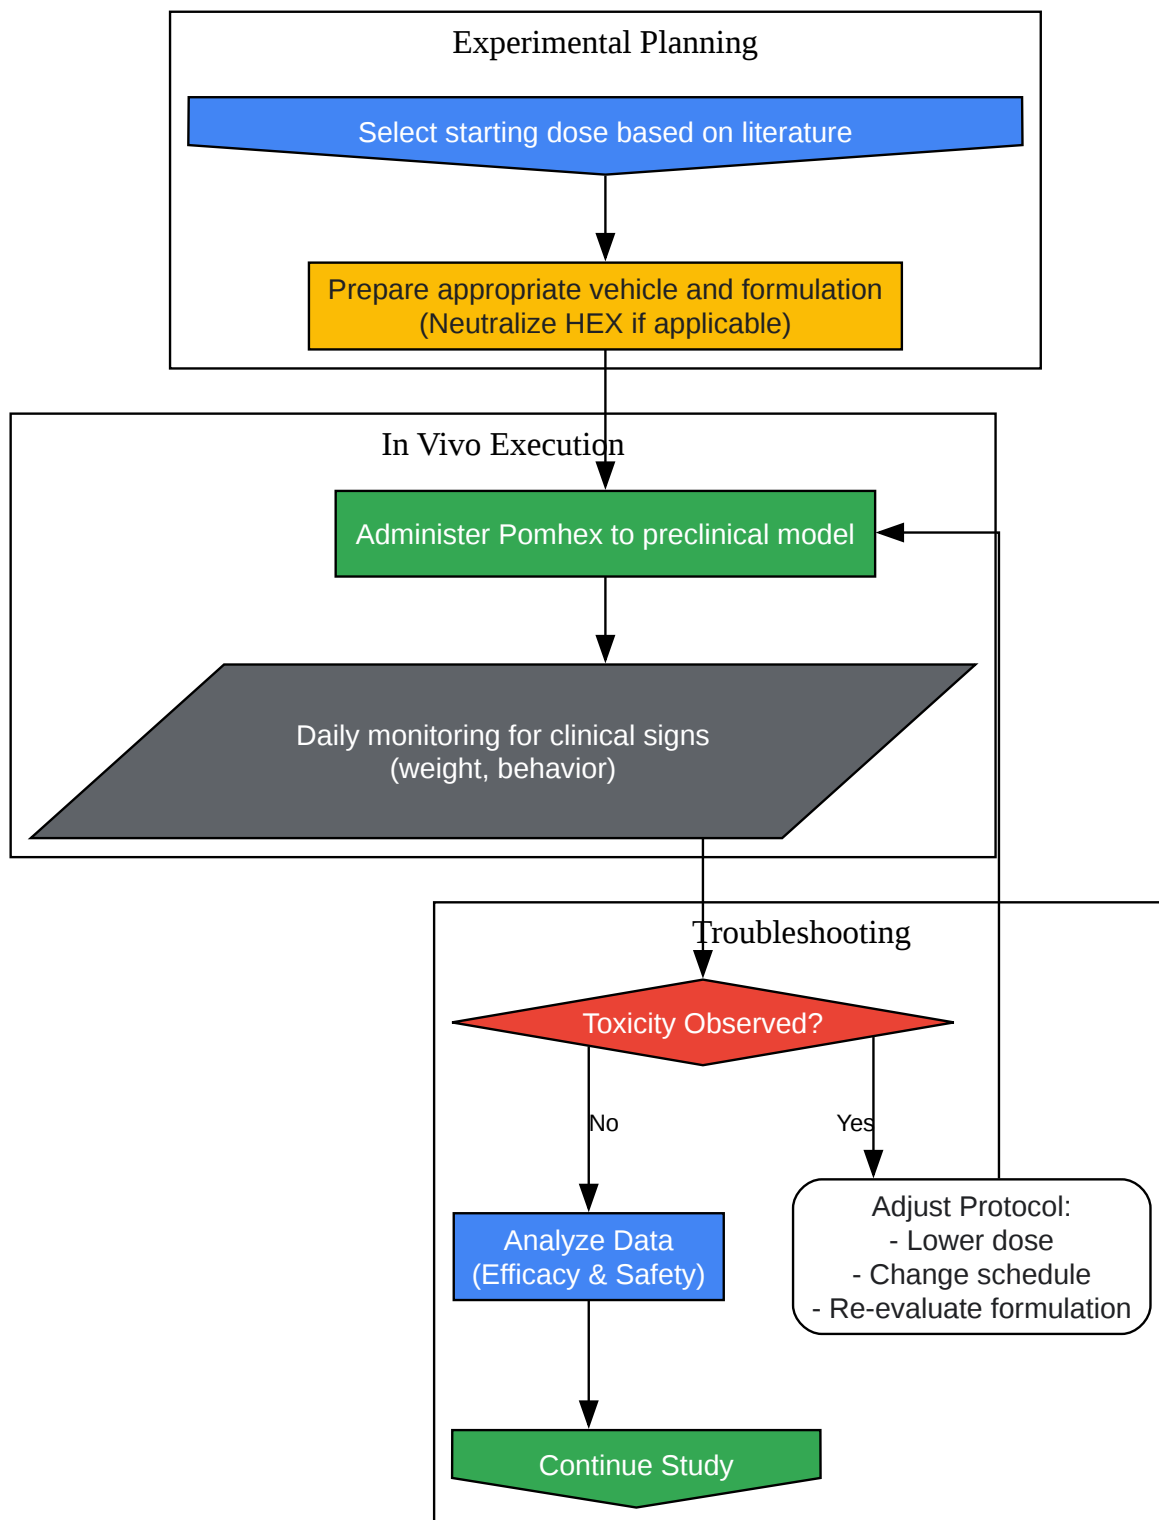 Experimental Planning
Select starting dose based on literature
Prepare appropriate vehicle and formulation
(Neutralize HEX if applicable)
In Vivo Execution
Administer Pomhex to preclinical model
Daily monitoring for clinical signs
(weight, behavior)
Troubleshooting
Toxicity Observed?
No
Yes
Analyze Data
(Efficacy & Safety)
Adjust Protocol:
- Lower dose
- Change schedule
- Re-evaluate formulation
Continue Study